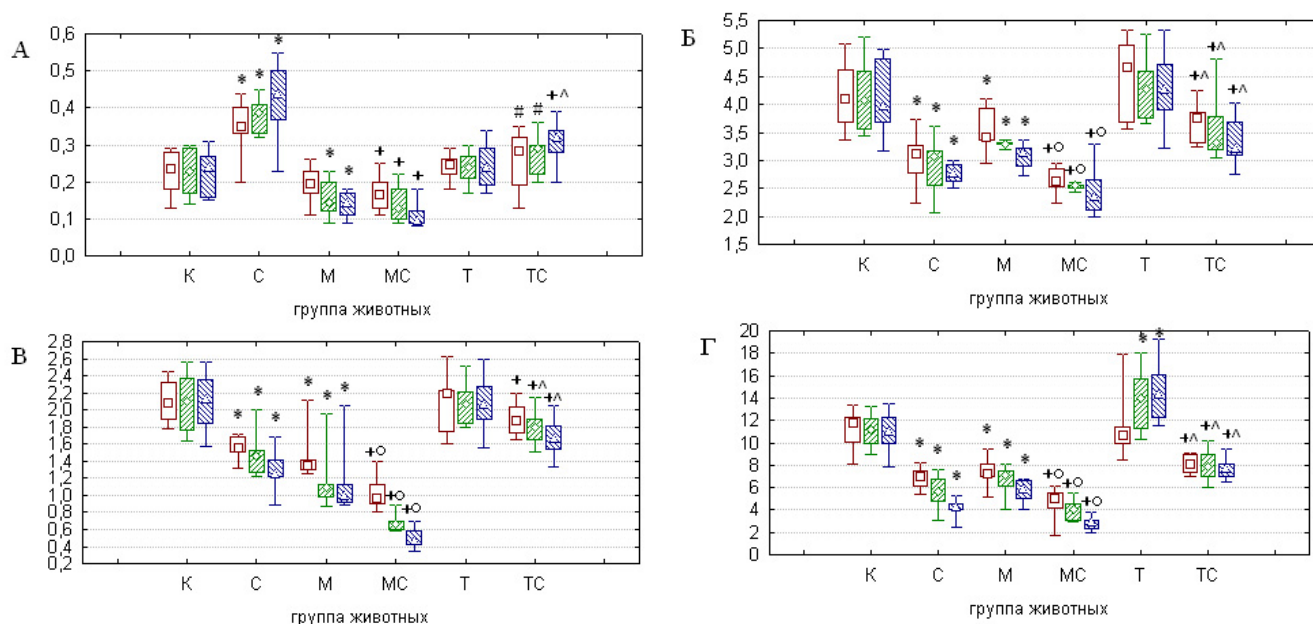 А
0,6
0,5
0,4
0,3
0,2
0,1
0,0
* * *
* *
+ + +
# # +^
К С М МС Т ТС
группа животных
Б
5,5
5,0
4,5
4,0
3,5
3,0
2,5
2,0
1,5
* * *
* * *
+О +О +О
+^ +^ +^
К С М МС Т ТС
группа животных
В
2,8
2,6
2,4
2,2
2,0
1,8
1,6
1,4
1,2
1,0
0,8
0,6
0,4
0,2
* * *
* * *
+О +О +О
+ +^ +^
К С М МС Т ТС
группа животных
Г
20
18
16
14
12
10
8
6
4
2
0
* * *
* * *
+О +О +О
* *
+^ +^ +^
К С М МС Т ТС
группа животных